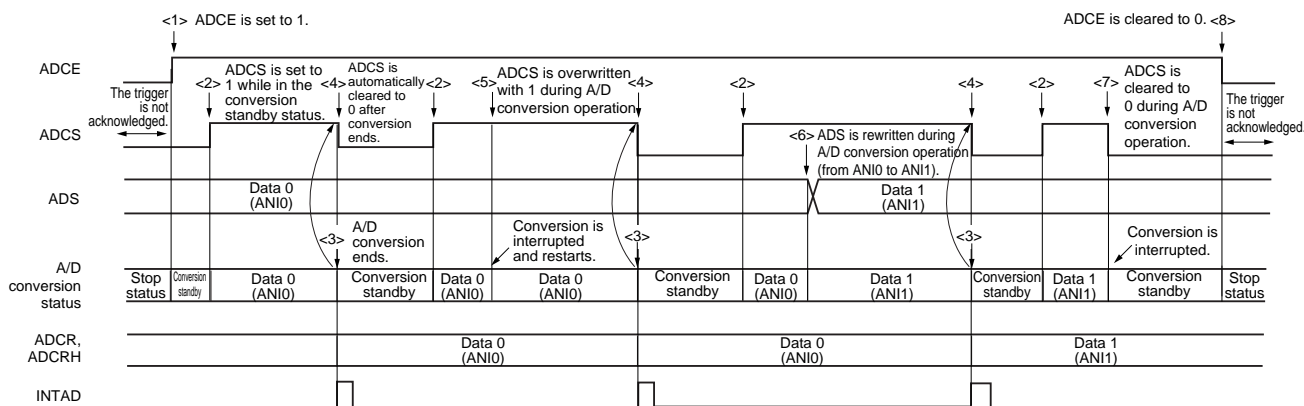 <1> ADCE is set to 1.
ADCE is cleared to 0. <8>
ADCE
The trigger
is not
acknowledged.
<2>
ADCS is set to
1 while in the
conversion
standby status.
<4>
ADCS is
automatically
cleared to
0 after
conversion
ends.
<2>
<5>
ADCS is overwritten
with 1 during A/D
conversion operation
<4>
<2>
<4>
<2>
<7>
ADCS is
cleared to
0 during A/D
conversion
operation.
The trigger
is not
acknowledged.
ADCS
<6> ADS is rewritten during
A/D conversion operation
(from ANI0 to ANI1).
ADS
Data 0
(ANI0)
Data 1
(ANI1)
<3>
A/D
conversion
ends.
Conversion is
interrupted
and restarts.
<3>
<3>
Conversion is
interrupted.
A/D
conversion
status
Stop
status
Conversion
standby
Data 0
(ANI0)
Conversion
standby
Data 0
(ANI0)
Data 0
(ANI0)
Conversion
standby
Data 0
(ANI0)
Data 1
(ANI1)
Conversion
standby
Data 1
(ANI1)
Conversion
standby
Stop
status
ADCR,
ADCRH
Data 0
(ANI0)
Data 0
(ANI0)
Data 1
(ANI1)
INTAD